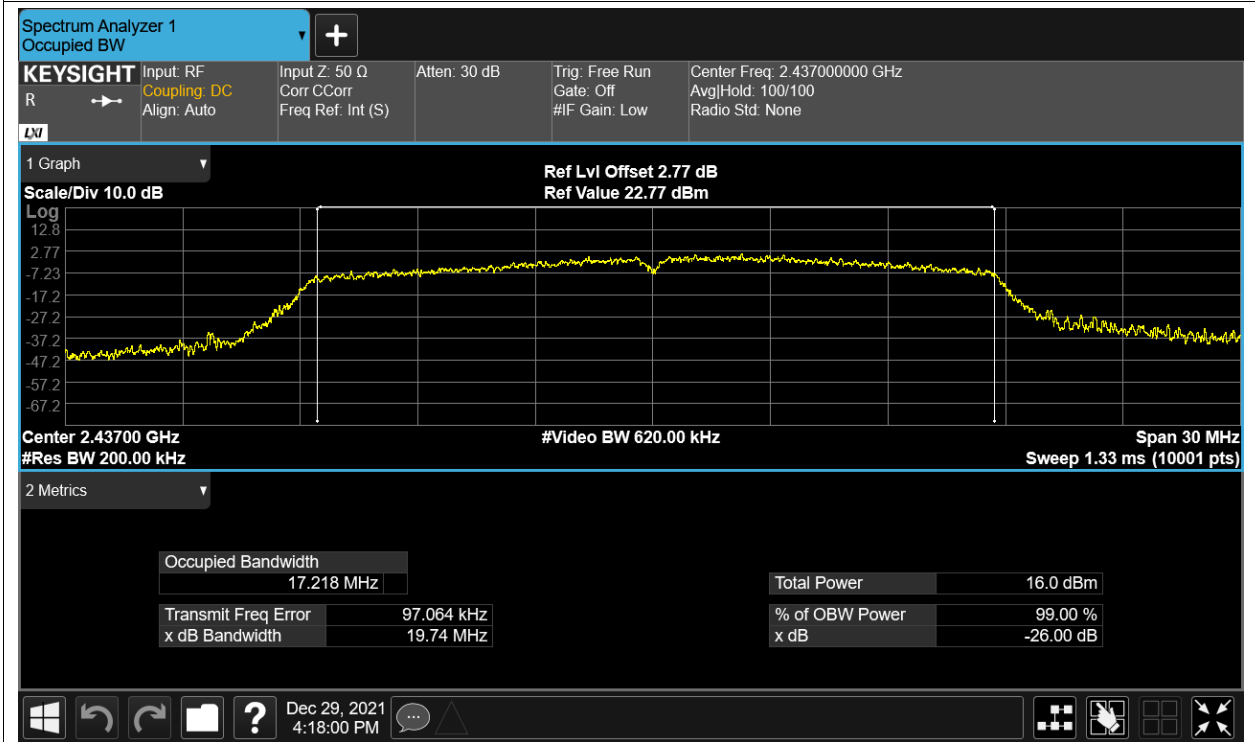 Spectrum Analyzer 1
Occupied BW
+
KEYSIGHT
R
LXI
Input: RF
Coupling: DC
Align: Auto
Input Z: 50 Ω
Corr CCorr
Freq Ref: Int (S)
Atten: 30 dB
Trig: Free Run
Gate: Off
#IF Gain: Low
Center Freq: 2.437000000 GHz
Avg|Hold: 100/100
Radio Std: None
1 Graph
Scale/Div 10.0 dB
Ref Lvl Offset 2.77 dB
Ref Value 22.77 dBm
Log
12.8
2.77
-7.23
-17.2
-27.2
-37.2
-47.2
-57.2
-67.2
Center 2.43700 GHz
#Video BW 620.00 kHz
Span 30 MHz
#Res BW 200.00 kHz
Sweep 1.33 ms (10001 pts)
2 Metrics
Occupied Bandwidth
17.218 MHz
Transmit Freq Error 97.064 kHz
x dB Bandwidth 19.74 MHz
Total Power 16.0 dBm
% of OBW Power 99.00 %
x dB -26.00 dB
?
Dec 29, 2021
4:18:00 PM